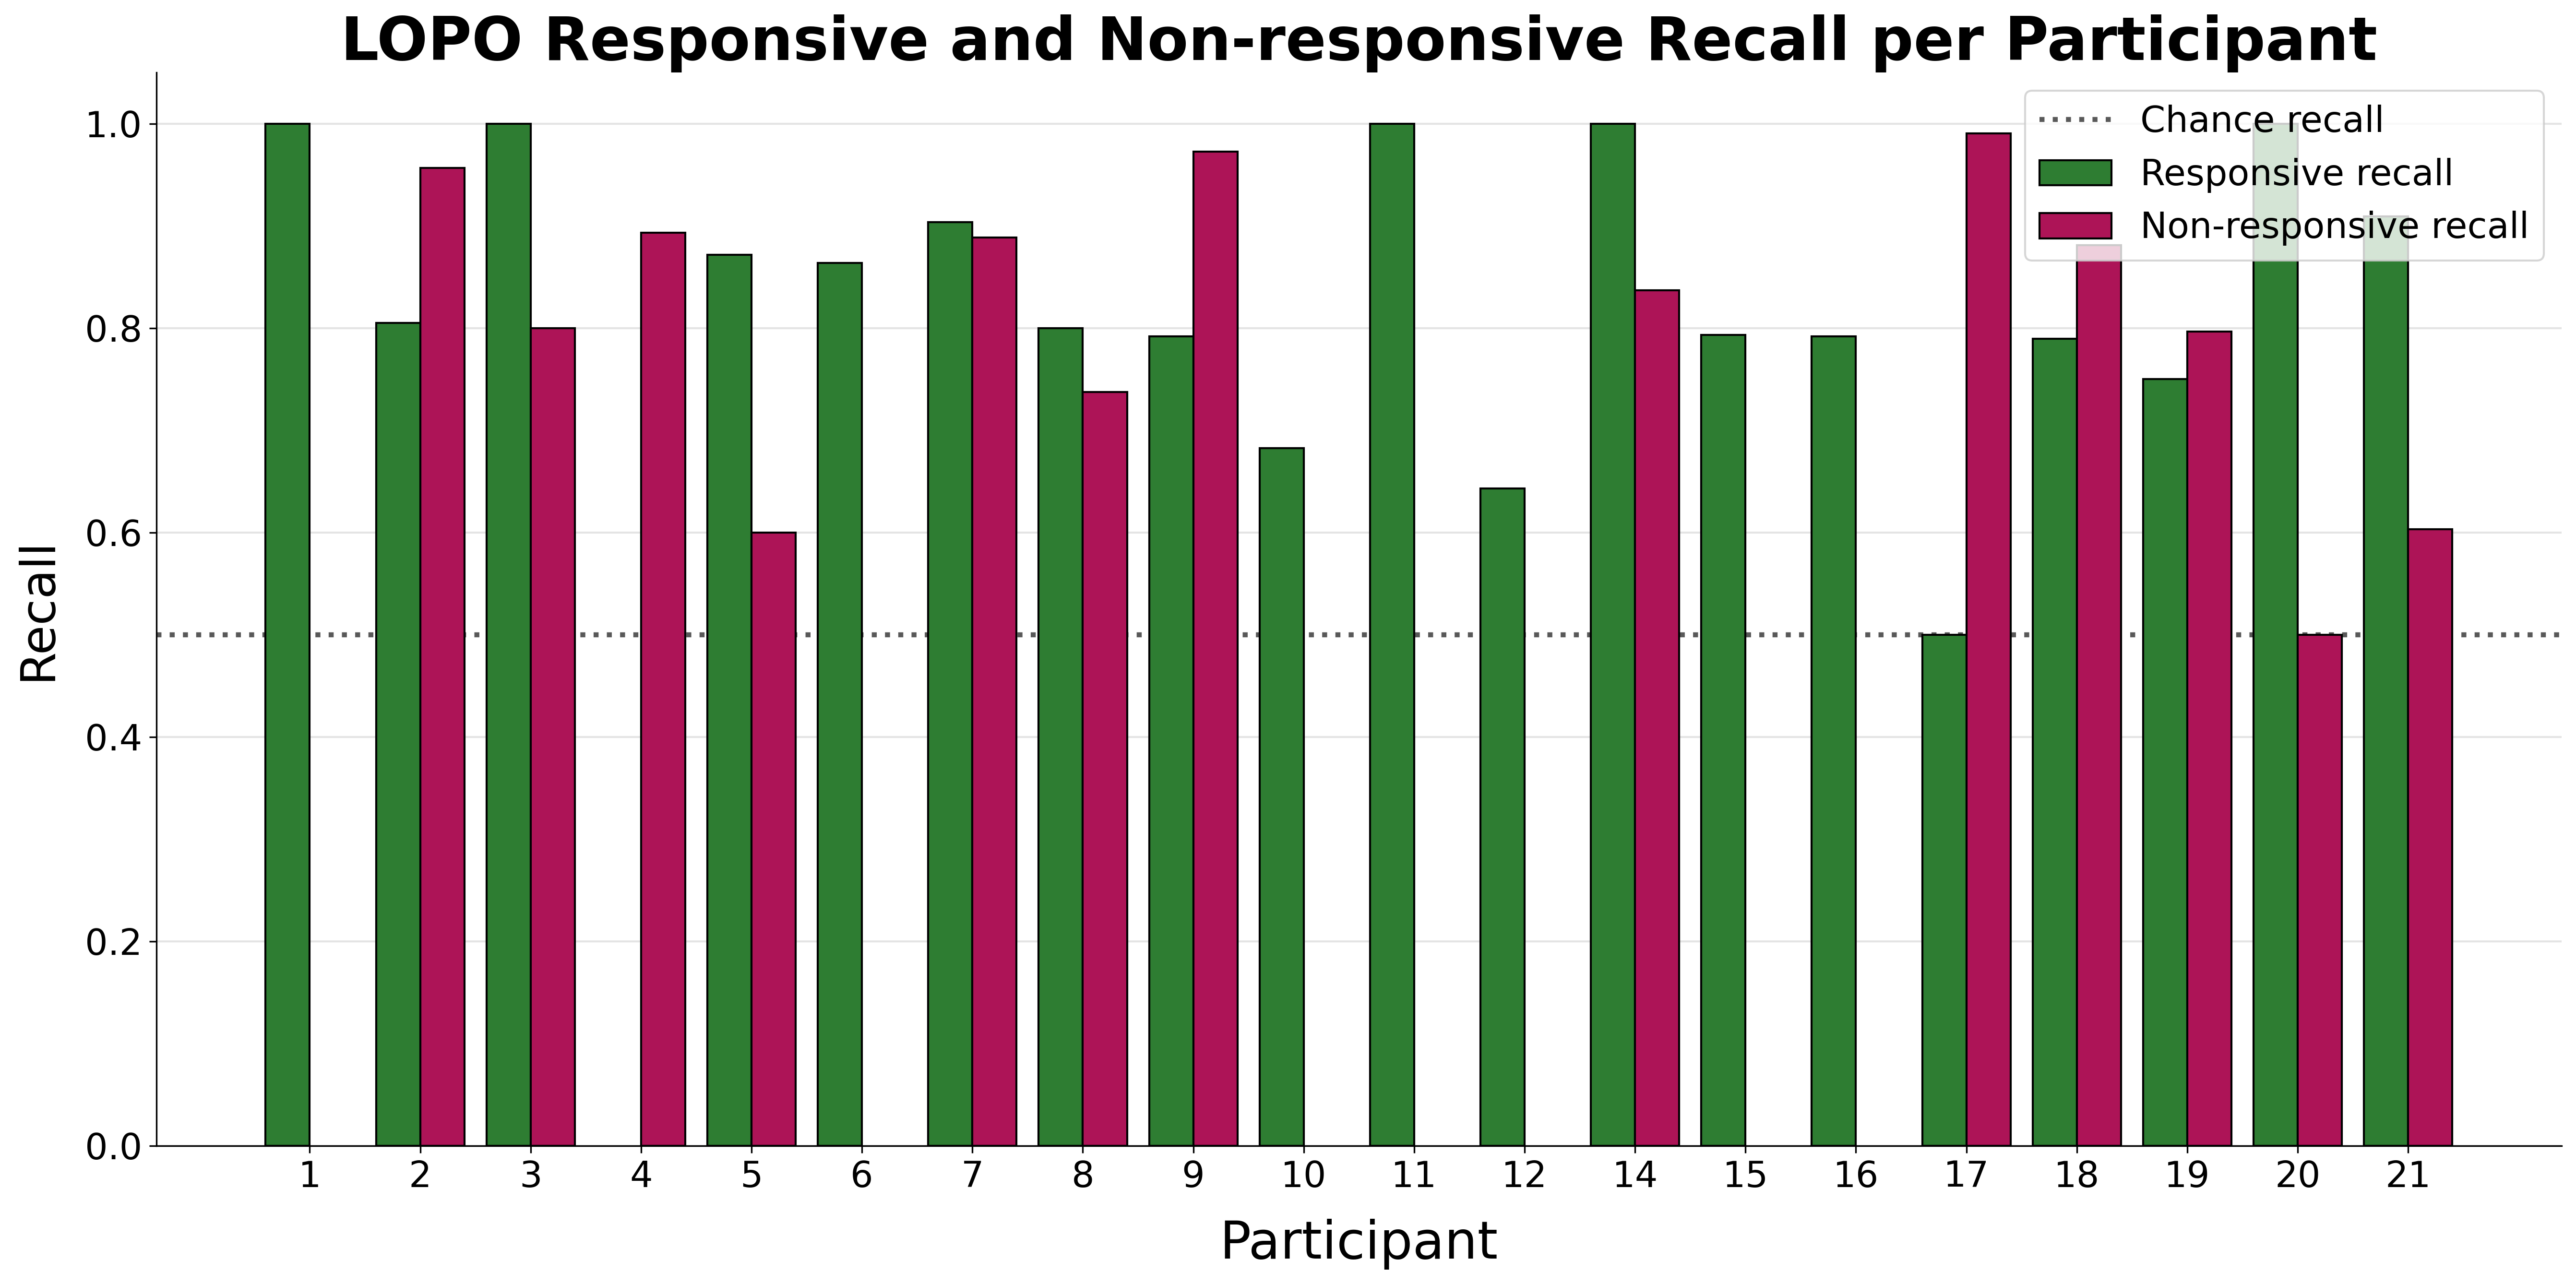 LOPO Responsive and Non-responsive Recall per Participant
Chance recall
Responsive recall
Non-responsive recall
Recall
1.0
0.8
0.6
0.4
0.2
0.0
1 2 3 4 5 6 7 8 9 10 11 12 14 15 16 17 18 19 20 21
Participant